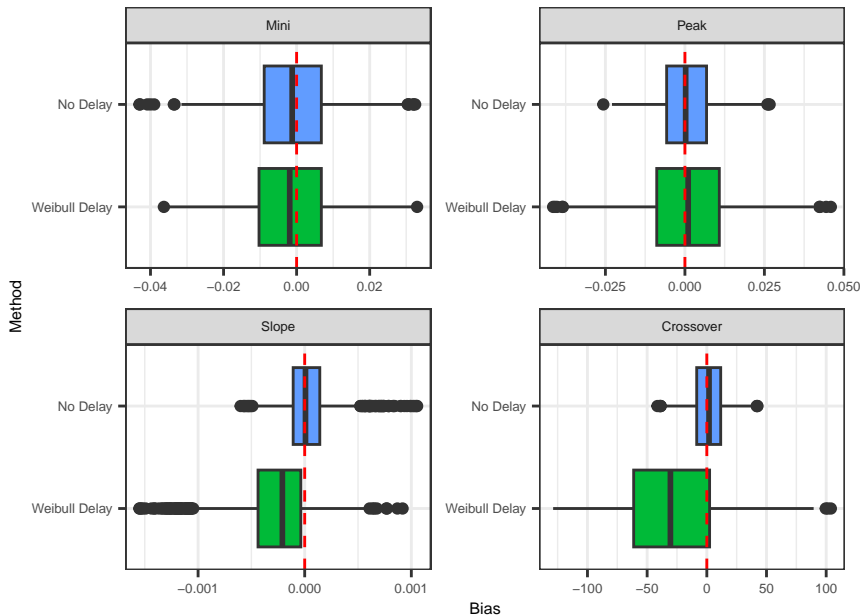 Mini
Peak
No Delay
Weibull Delay
−0.04 −0.02 0.00 0.02
No Delay
Weibull Delay
−0.025 0.000 0.025 0.050
Method
Slope
Crossover
No Delay
Weibull Delay
−0.001 0.000 0.001
No Delay
Weibull Delay
−100 −50 0 50 100
Bias